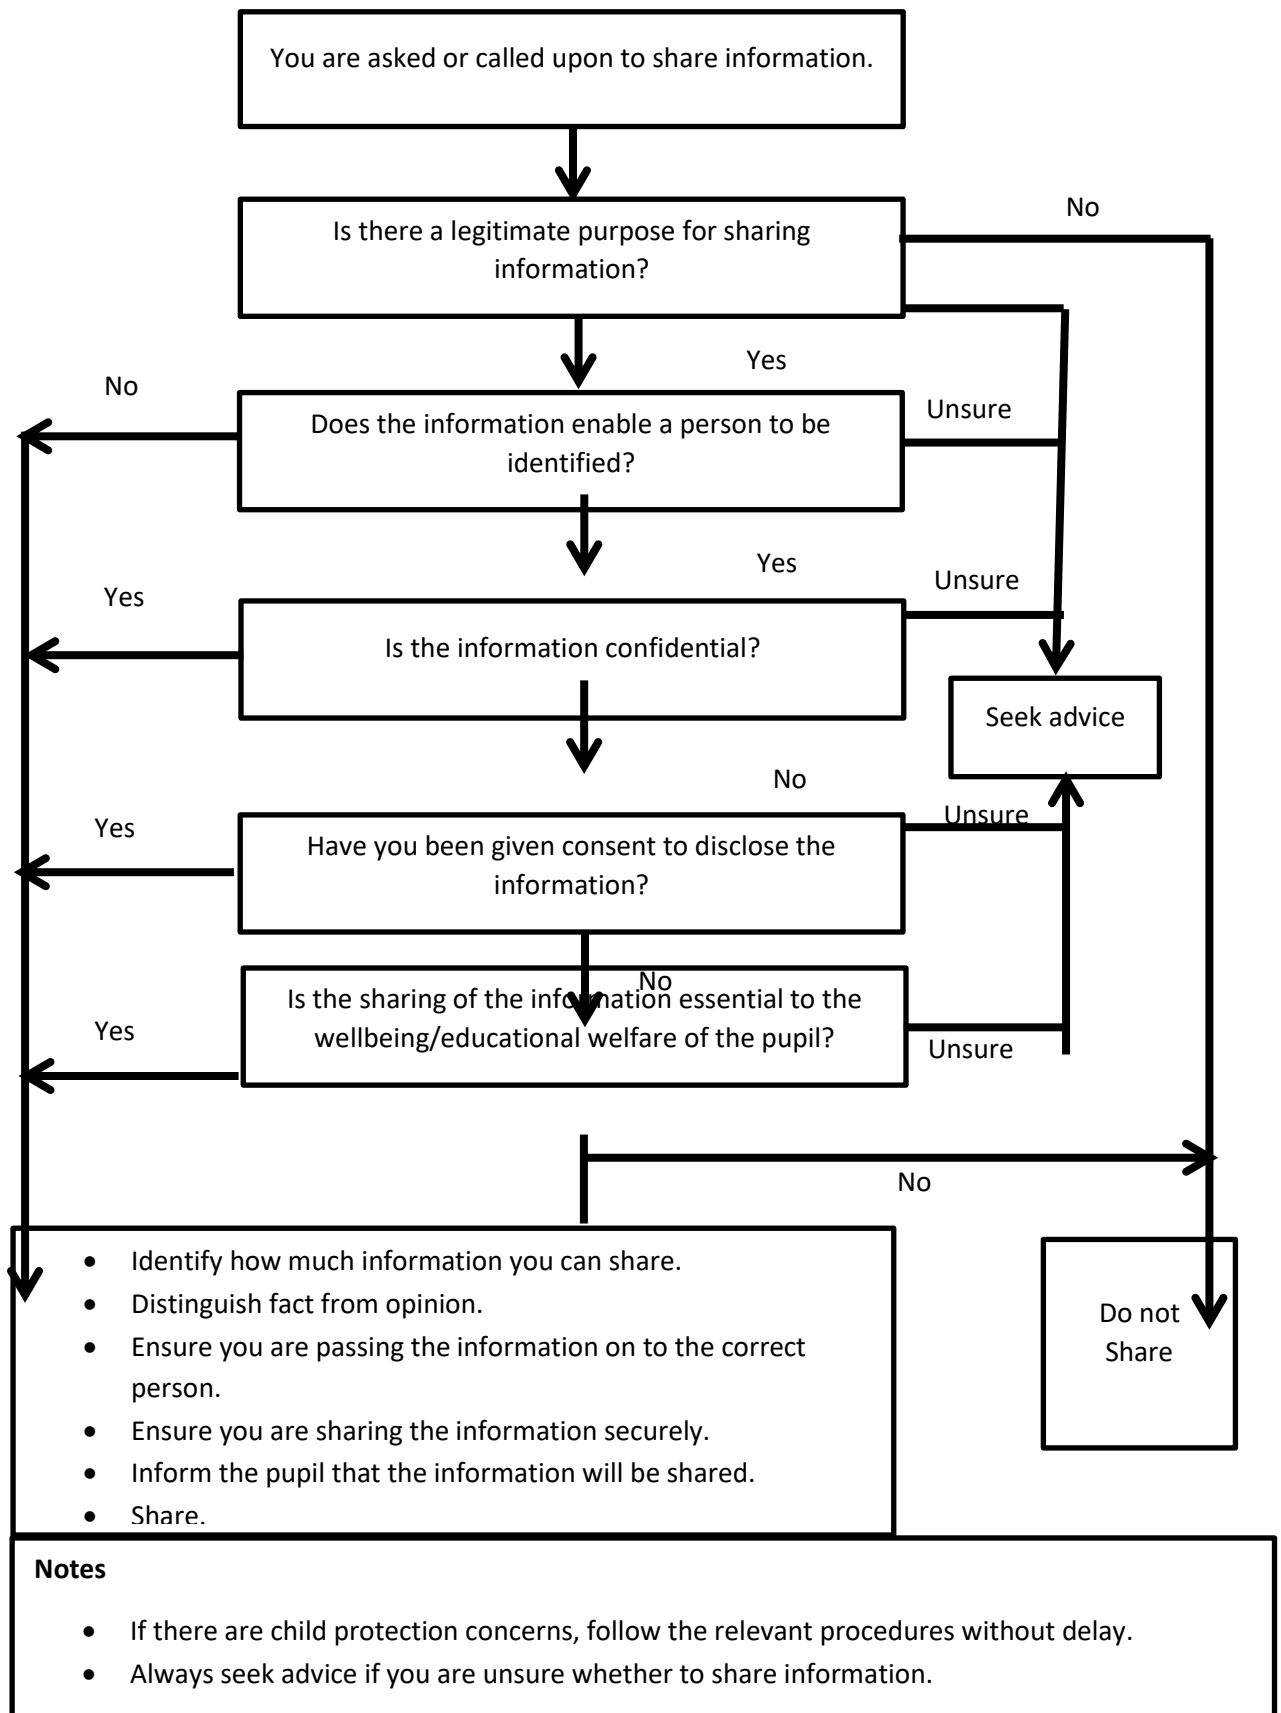 You are asked or called upon to share information.
No
Is there a legitimate purpose for sharing
information?
Yes
No
Unsure
Does the information enable a person to be
identified?
Yes
Unsure
Yes
Is the information confidential?
Seek advice
No
Unsure
Yes
Have you been given consent to disclose the
information?
No
Is the sharing of the information essential to the
wellbeing/educational welfare of the pupil?
Yes
Unsure
No
• Identify how much information you can share.
• Distinguish fact from opinion.
• Ensure you are passing the information on to the correct
person.
• Ensure you are sharing the information securely.
• Inform the pupil that the information will be shared.
• Share.
Do not
Share
Notes
• If there are child protection concerns, follow the relevant procedures without delay.
• Always seek advice if you are unsure whether to share information.